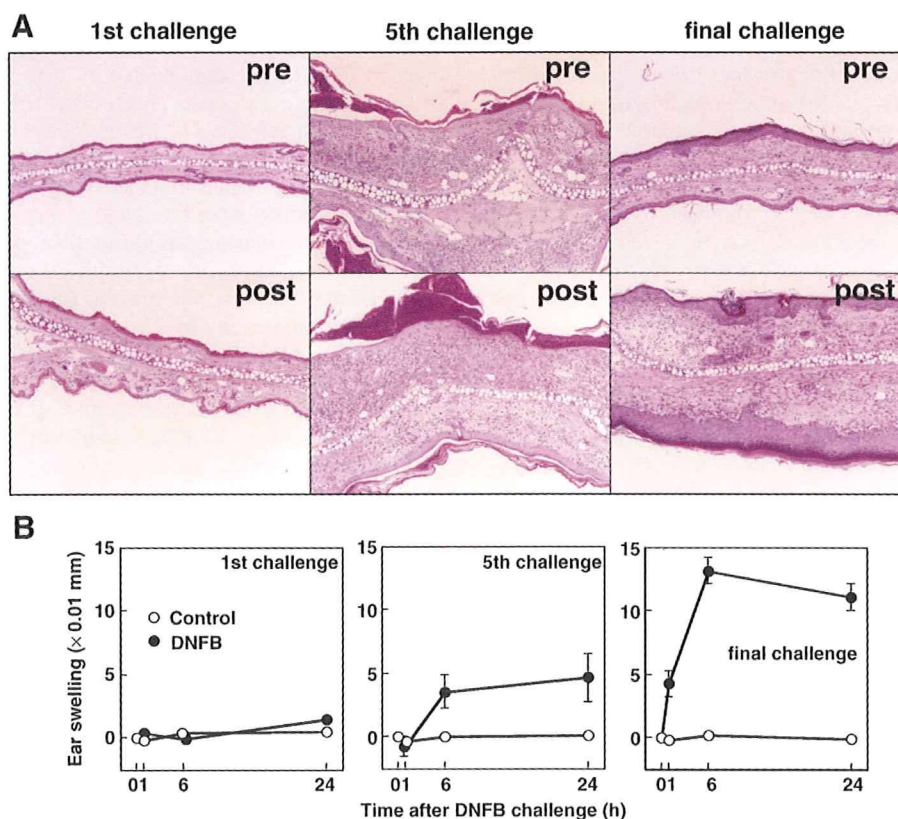 A
1st challenge
5th challenge
final challenge
pre
pre
pre
post
post
post
B
Ear swelling (× 0.01 mm)
15
10
5
0
1st challenge
Control
DNFB
01
6
24
15
10
5
0
5th challenge
01
6
24
15
10
5
0
final challenge
01
6
24
Time after DNFB challenge (h)